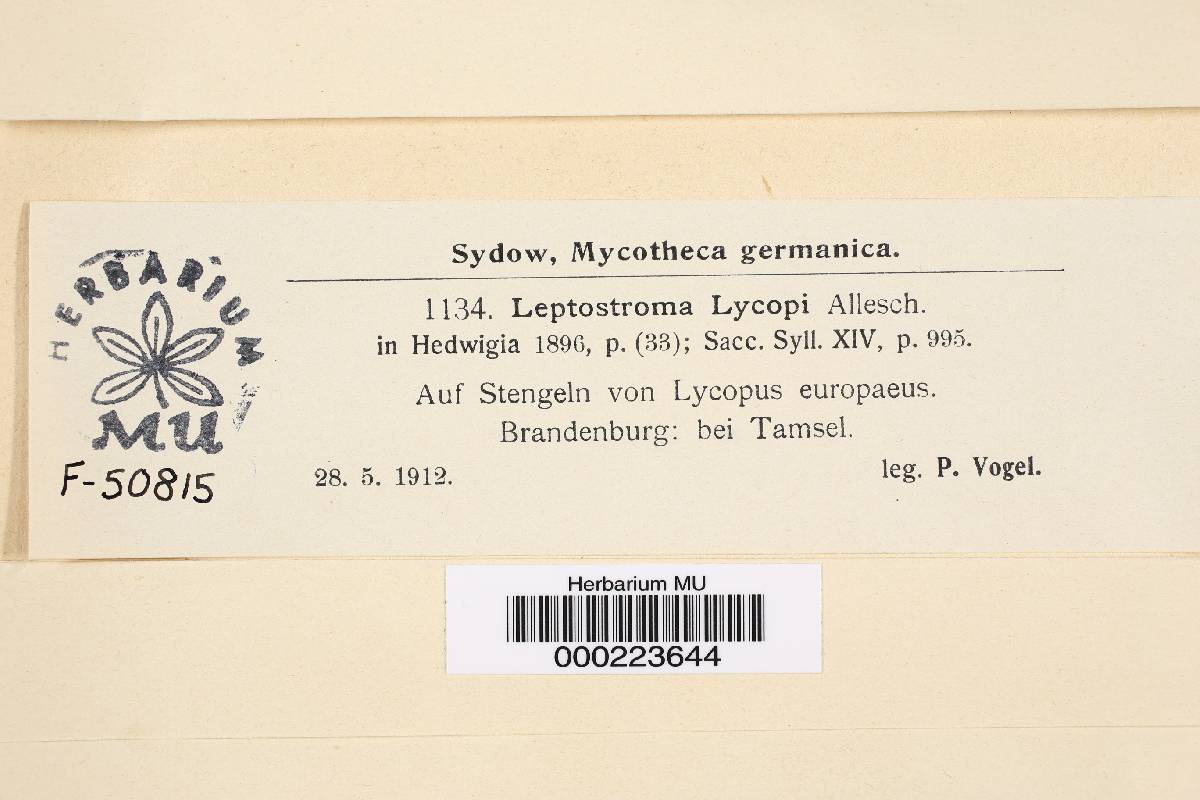 Sydow, Mycotheca germanica.
1134. Leptostroma Lycopi Allesch.
in Hedwigia 1896, p. (33); Sacc. Syll. XIV, p. 995.
Auf Stengeln von Lycopus europaeus.
Brandenburg: bei Tamsel.
28. 5. 1912. leg. P. Vogel.
HERBARIUM
MU
F-50815
Herbarium MU
000223644